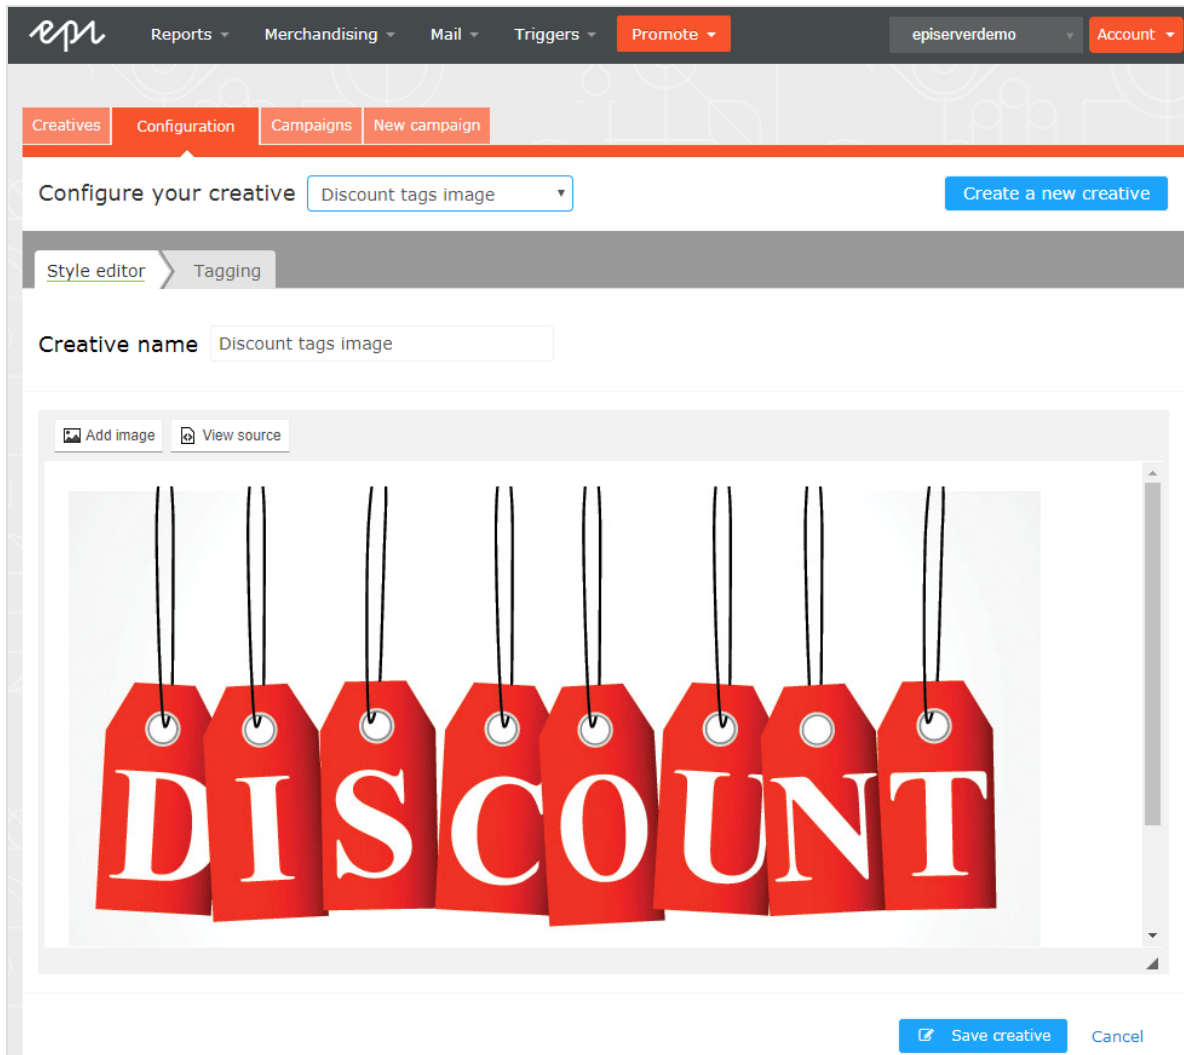 epi Reports Merchandising Mail Triggers Promote episerverdemo Account
Creatives Configuration Campaigns New campaign
Configure your creative Discount tags image Create a new creative
Style editor Tagging
Creative name Discount tags image
Add image View source
DISCOUNT
Save creative Cancel